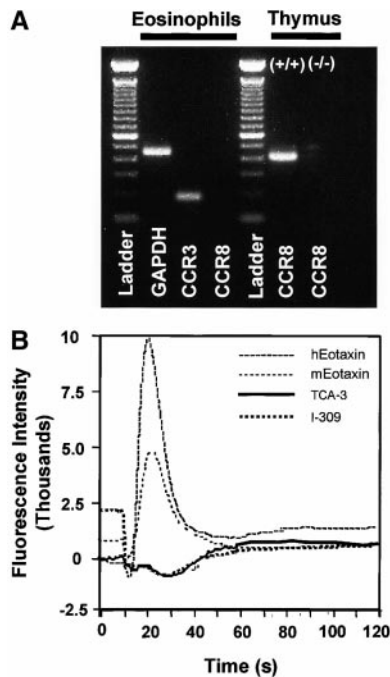 A
Eosinophils Thymus
(+/+) (-/-)
Ladder
GAPDH
CCR3
CCR8
Ladder
CCR8
CCR8
B
Fluorescence Intensity
(Thousands)
10
7.5
5.0
2.5
0
-2.5
hEotaxin
mEotaxin
TCA-3
I-309
0 20 40 60 80 100 120
Time (s)